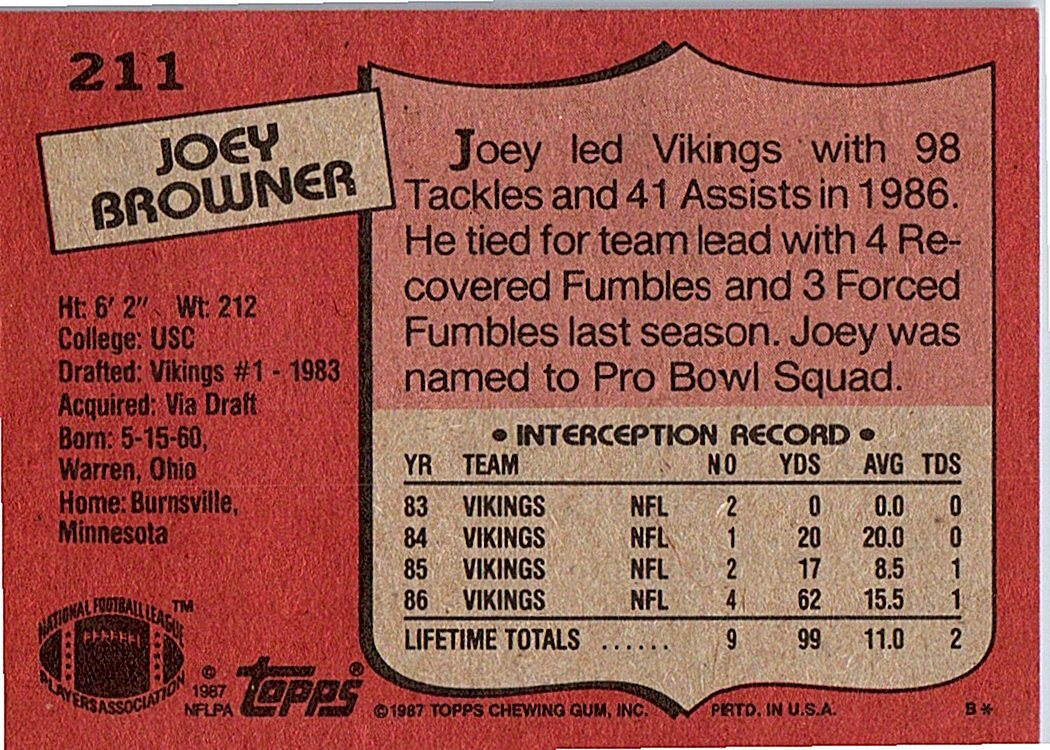 211
JOEY
BROWNER
Ht: 6' 2" Wt: 212
College: USC
Drafted: Vikings #1 - 1983
Acquired: Via Draft
Born: 5-15-60,
Warren, Ohio
Home: Burnsville,
Minnesota
Joey led Vikings with 98
Tackles and 41 Assists in 1986.
He tied for team lead with 4 Re-
covered Fumbles and 3 Forced
Fumbles last season. Joey was
named to Pro Bowl Squad.
• INTERCEPTION RECORD •
YR TEAM NO YDS AVG TDS
83 VIKINGS NFL 2 0 0.0 0
84 VIKINGS NFL 1 20 20.0 0
85 VIKINGS NFL 2 17 8.5 1
86 VIKINGS NFL 4 62 15.5 1
LIFETIME TOTALS ...... 9 99 11.0 2
NATIONAL FOOTBALL LEAGUE ™
PLAYERS ASSOCIATION
© 1987 NFLPA
topps®
©1987 TOPPS CHEWING GUM, INC. PRTD. IN U.S.A. B*